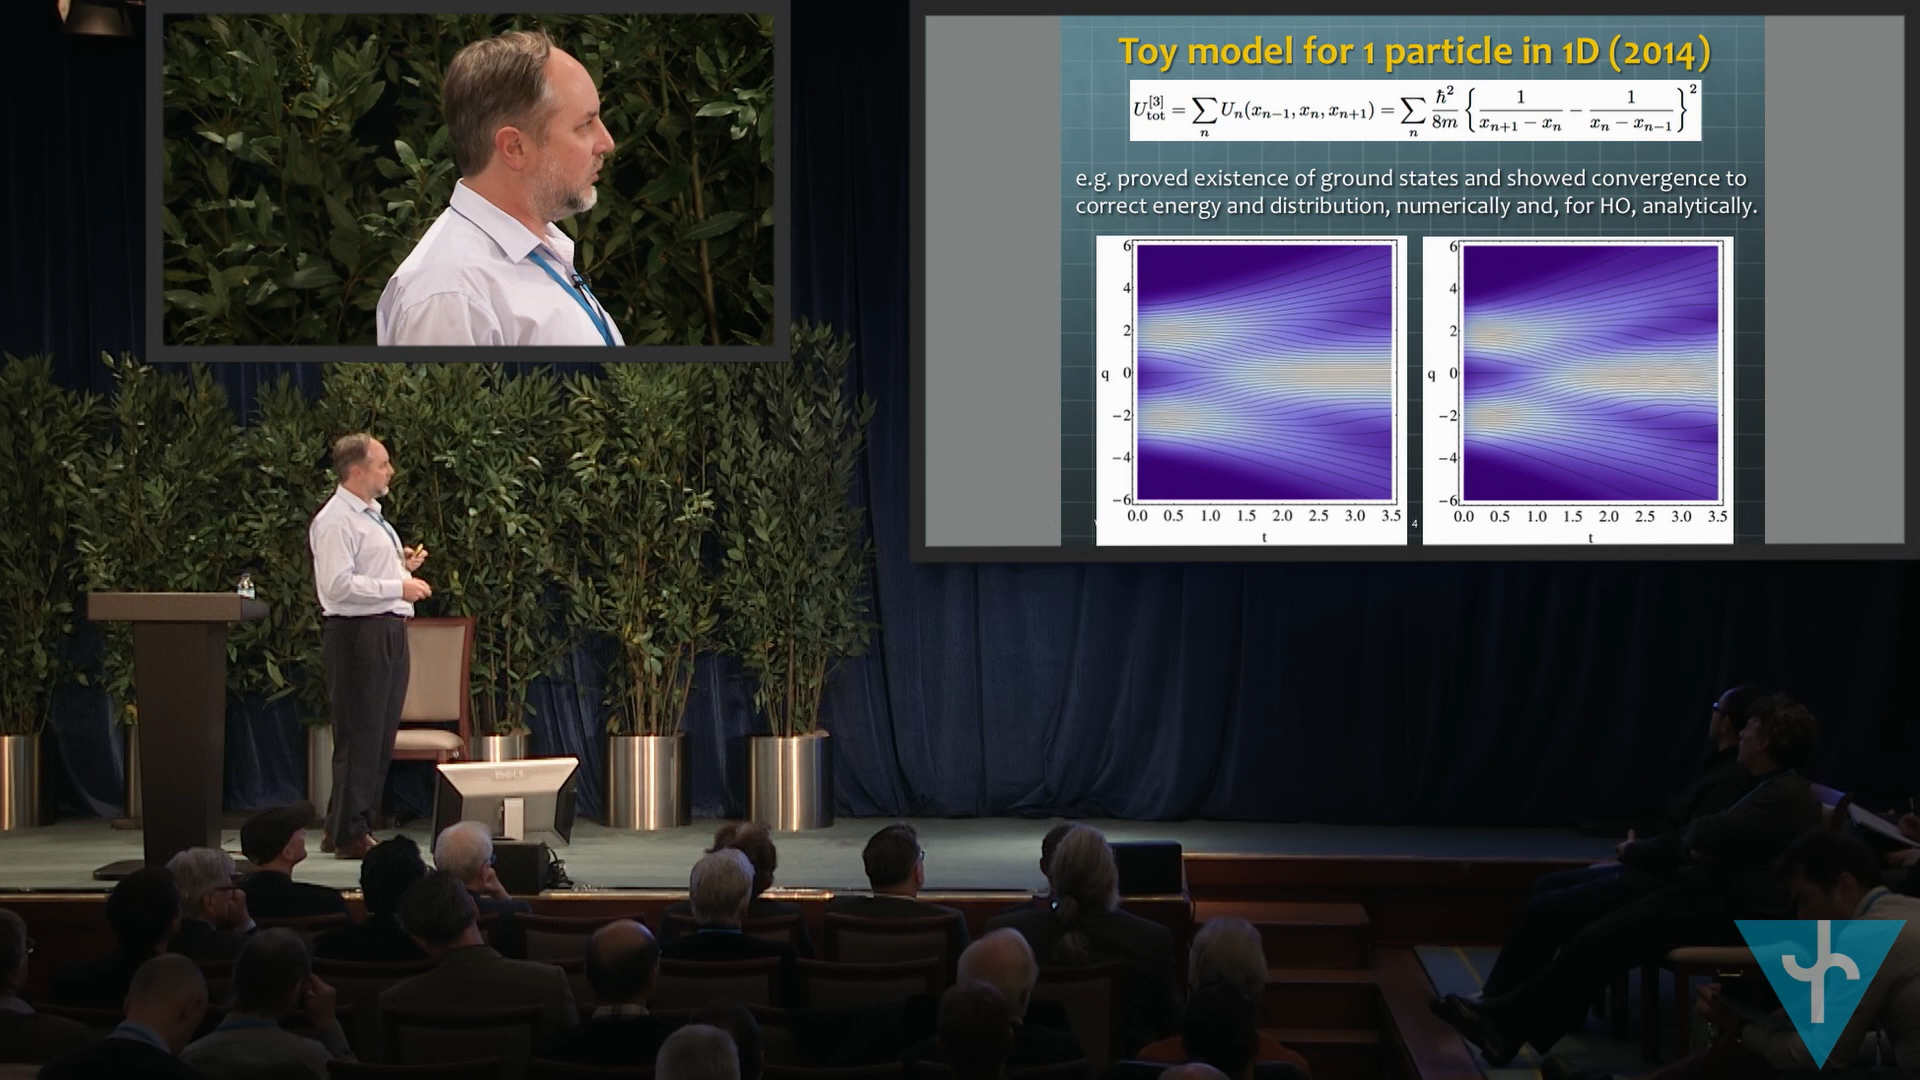 Toy model for 1 particle in 1D (2014)
U_tot^[3] = ∑_n U_n(x_{n−1}, x_n, x_{n+1}) = ∑_n ħ²/8m { 1/(x_{n+1} − x_n) − 1/(x_n − x_{n−1}) }²
e.g. proved existence of ground states and showed convergence to
correct energy and distribution, numerically and, for HO, analytically.
6
4
2
q 0
−2
−4
−6
0.0 0.5 1.0 1.5 2.0 2.5 3.0 3.5
t
4
6
4
2
q 0
−2
−4
−6
0.0 0.5 1.0 1.5 2.0 2.5 3.0 3.5
t
DELL